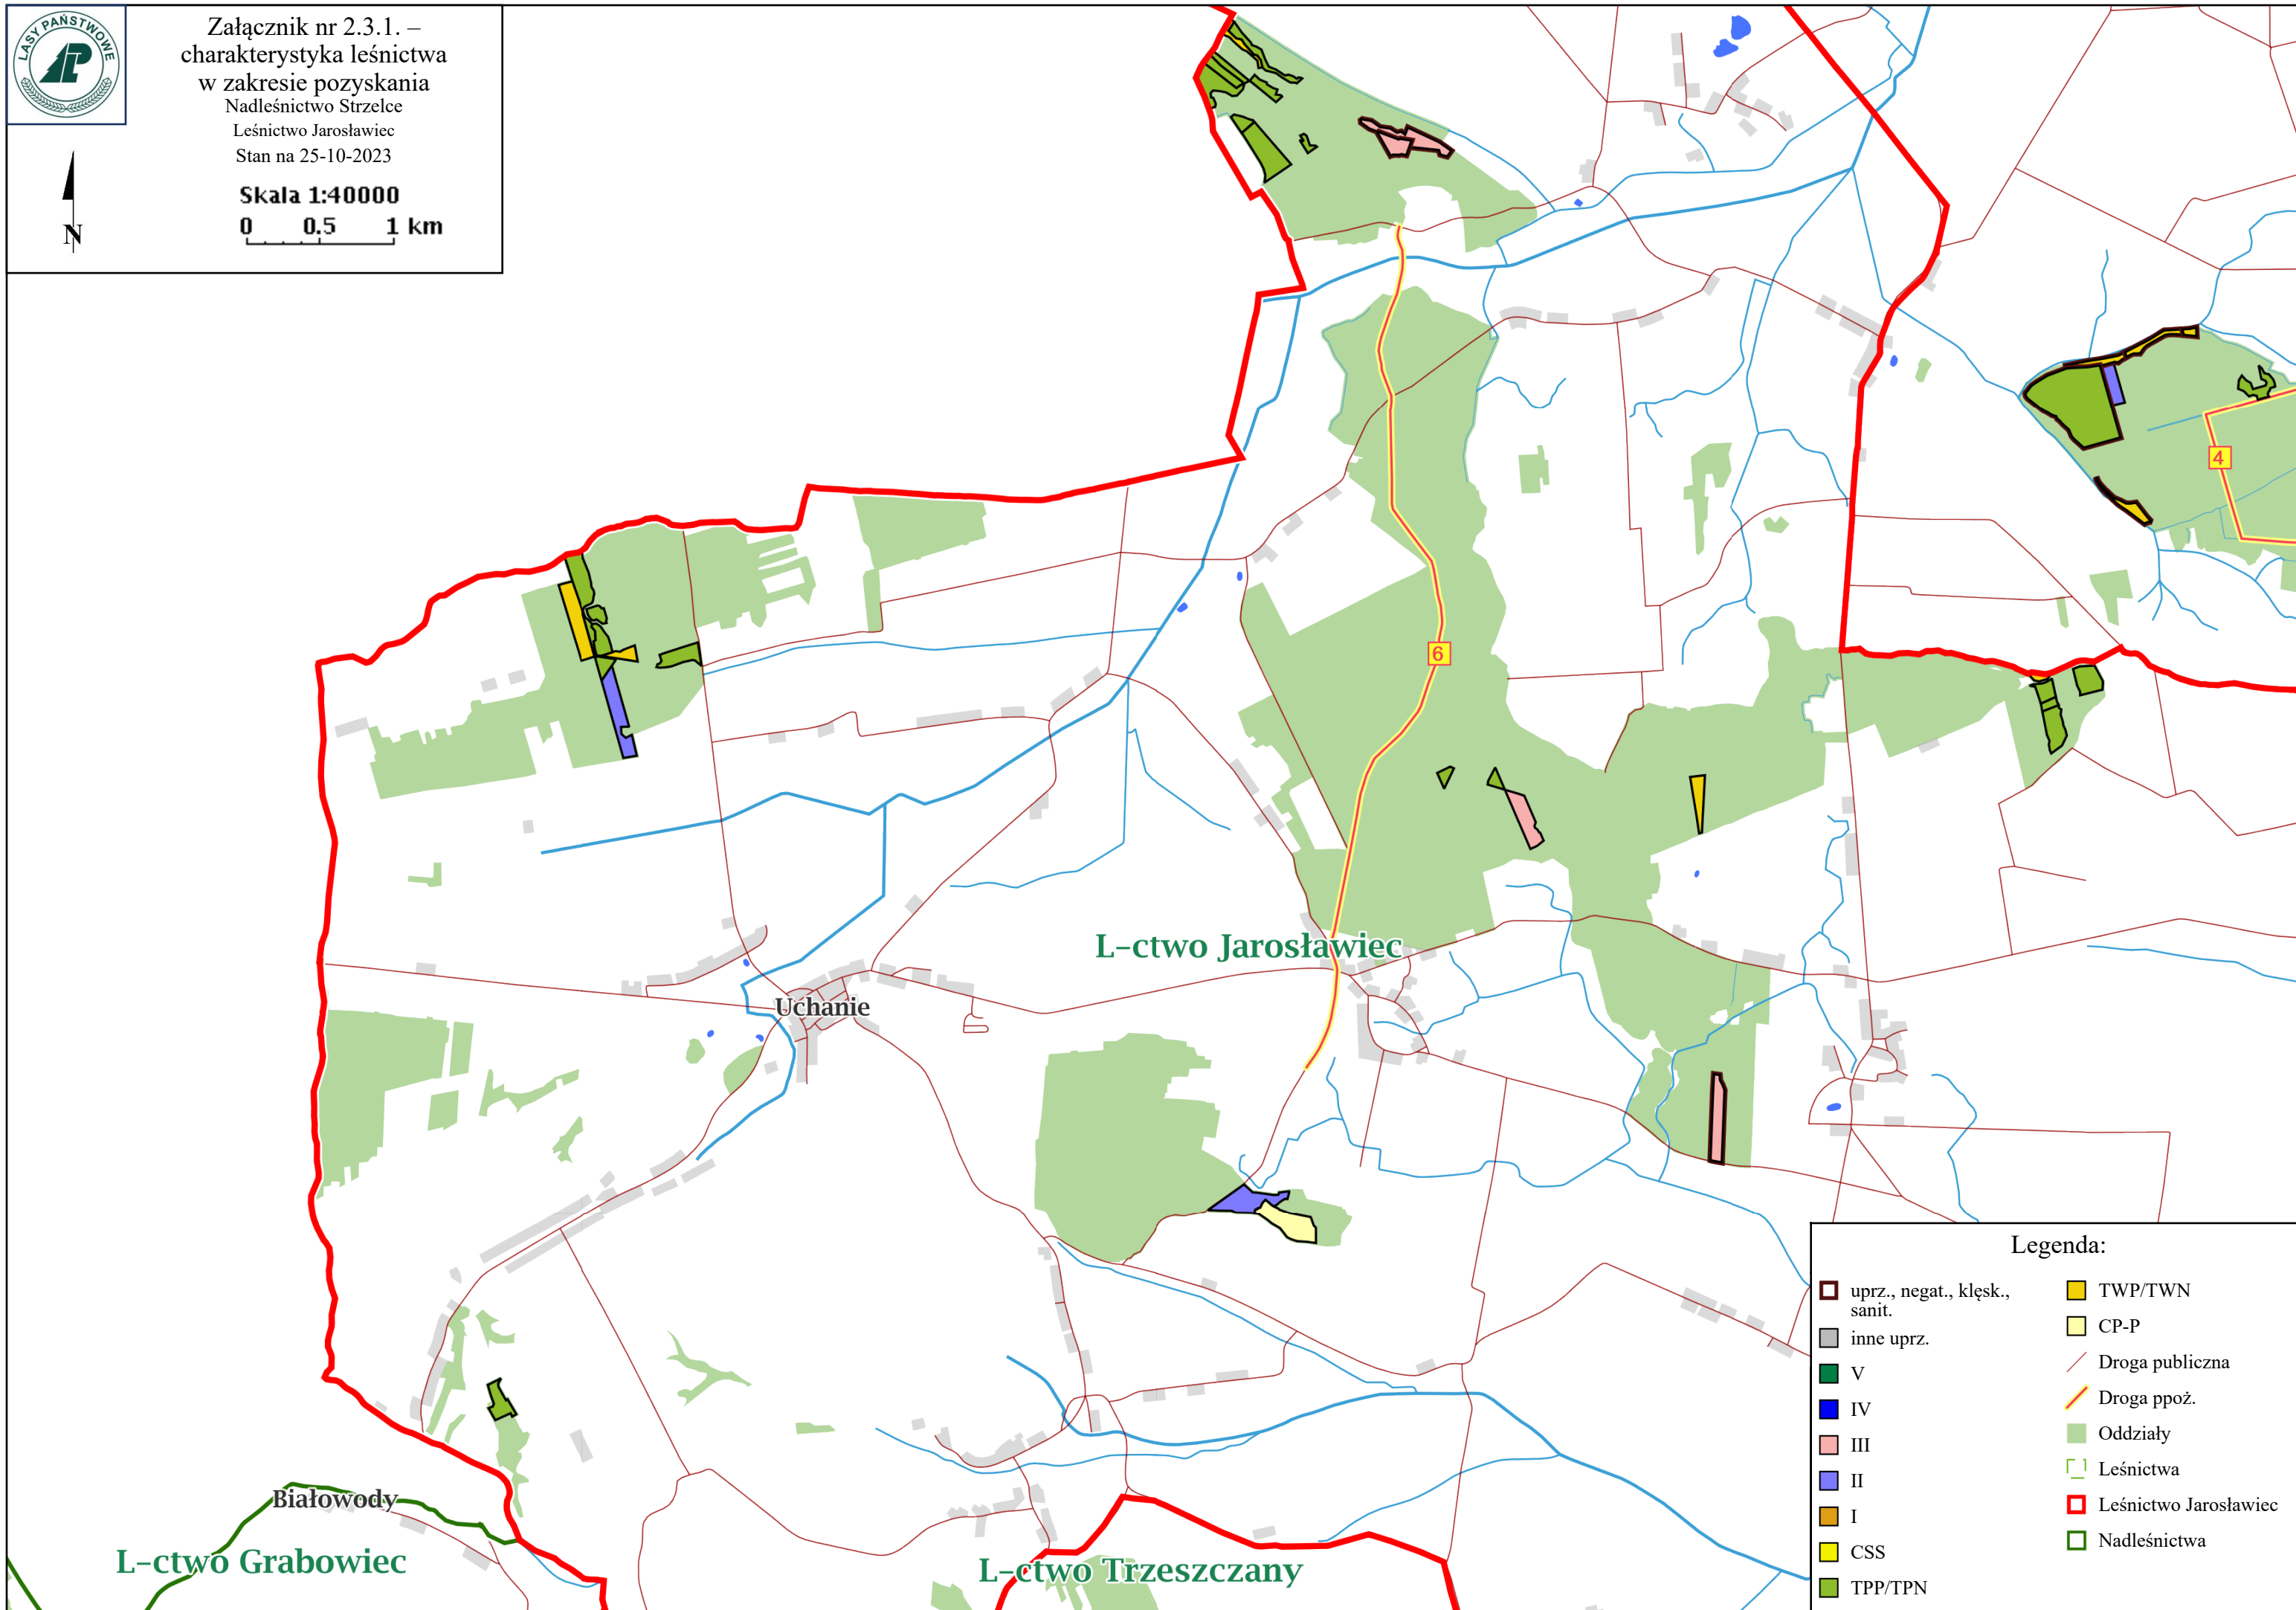 LASY PAŃSTWOWE
Załącznik nr 2.3.1. –
charakterystyka leśnictwa
w zakresie pozyskania
Nadleśnictwo Strzelce
Leśnictwo Jarosławiec
Stan na 25-10-2023
Skala 1:40000
0 0.5 1 km
N
4
6
L-ctwo Jarosławiec
Uchanie
Białowody
L-ctwo Grabowiec
L-ctwo Trzeszczany
Legenda:
uprz., negat., klęsk.,
sanit.
inne uprz.
V
IV
III
II
I
CSS
TPP/TPN
TWP/TWN
CP-P
Droga publiczna
Droga ppoż.
Oddziały
Leśnictwa
Leśnictwo Jarosławiec
Nadleśnictwa